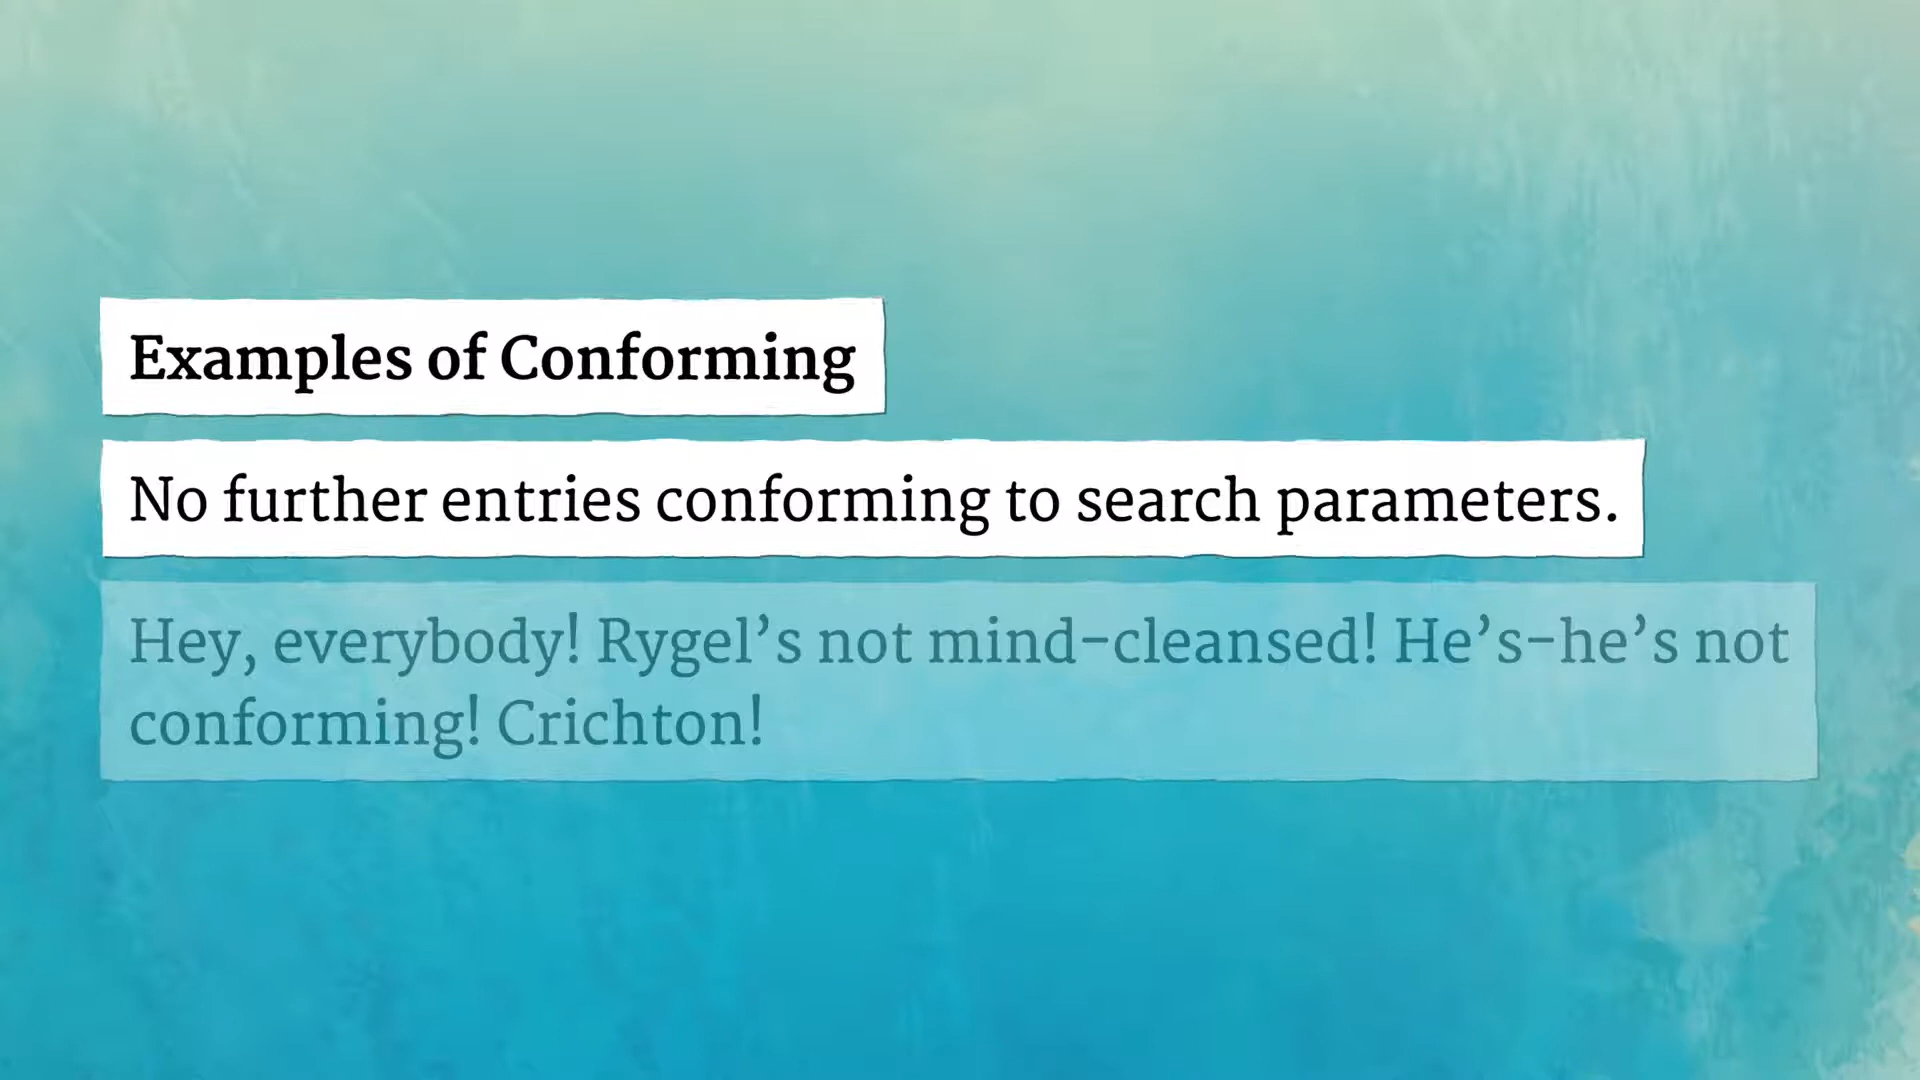 Examples of Conforming
No further entries conforming to search parameters.
Hey, everybody! Rygel’s not mind-cleansed! He’s-he’s not
conforming! Crichton!